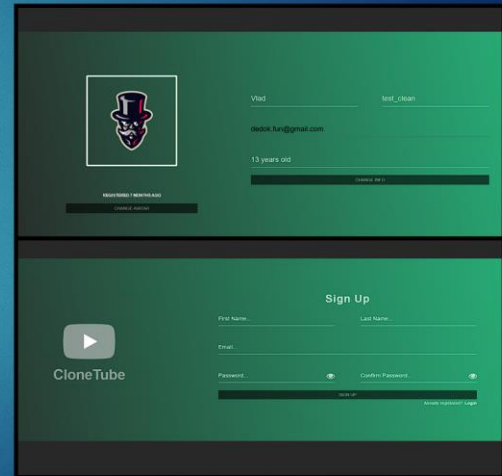 Vlad test_clean
dedok.fun@gmail.com
13 years old
CHANGE INFO
REGISTERED 7 MONTHS AGO
CHANGE AVATAR
Sign Up
First Name... Last Name...
Email...
CloneTube
Password... Confirm Password...
SIGN UP
Already registered? Login